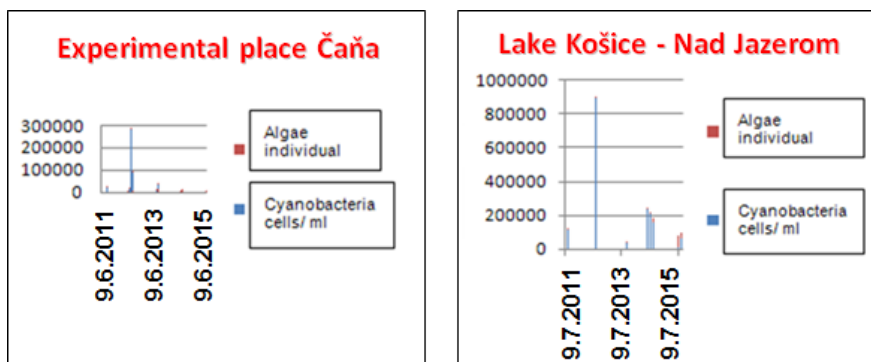 Experimental place Čaňa
300000
200000
100000
0
9.6.2011
9.6.2013
9.6.2015
Algae
individual
Cyanobacteria
cells/ ml
Lake Košice - Nad Jazerom
1000000
800000
600000
400000
200000
0
9.7.2011
9.7.2013
9.7.2015
Algae
individual
Cyanobacteria
cells/ ml